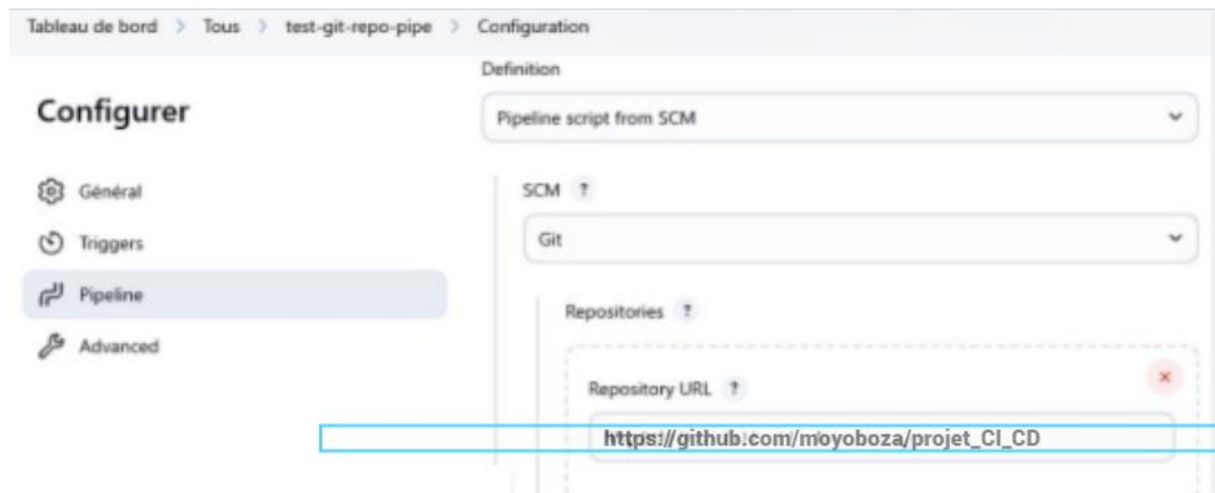 Tableau de bord > Tous > test-git-repo-pipe > Configuration
Definition
Configurer
Pipeline script from SCM
Général
SCM ?
Triggers
Git
Pipeline
Repositories ?
Advanced
Repository URL ?
https://github.com/moyoboza/projet_CI_CD